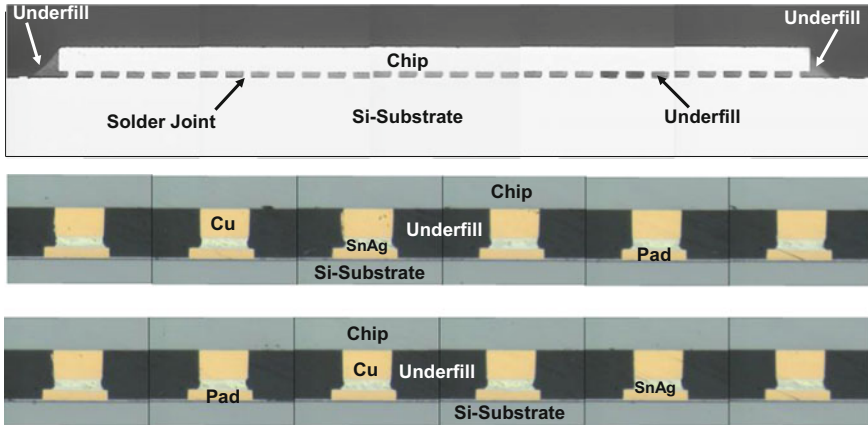 Underfill
Underfill
Chip
Solder Joint
Si-Substrate
Underfill
Chip
Cu
Underfill
SnAg
Pad
Si-Substrate
Chip
Cu
Underfill
Pad
SnAg
Si-Substrate